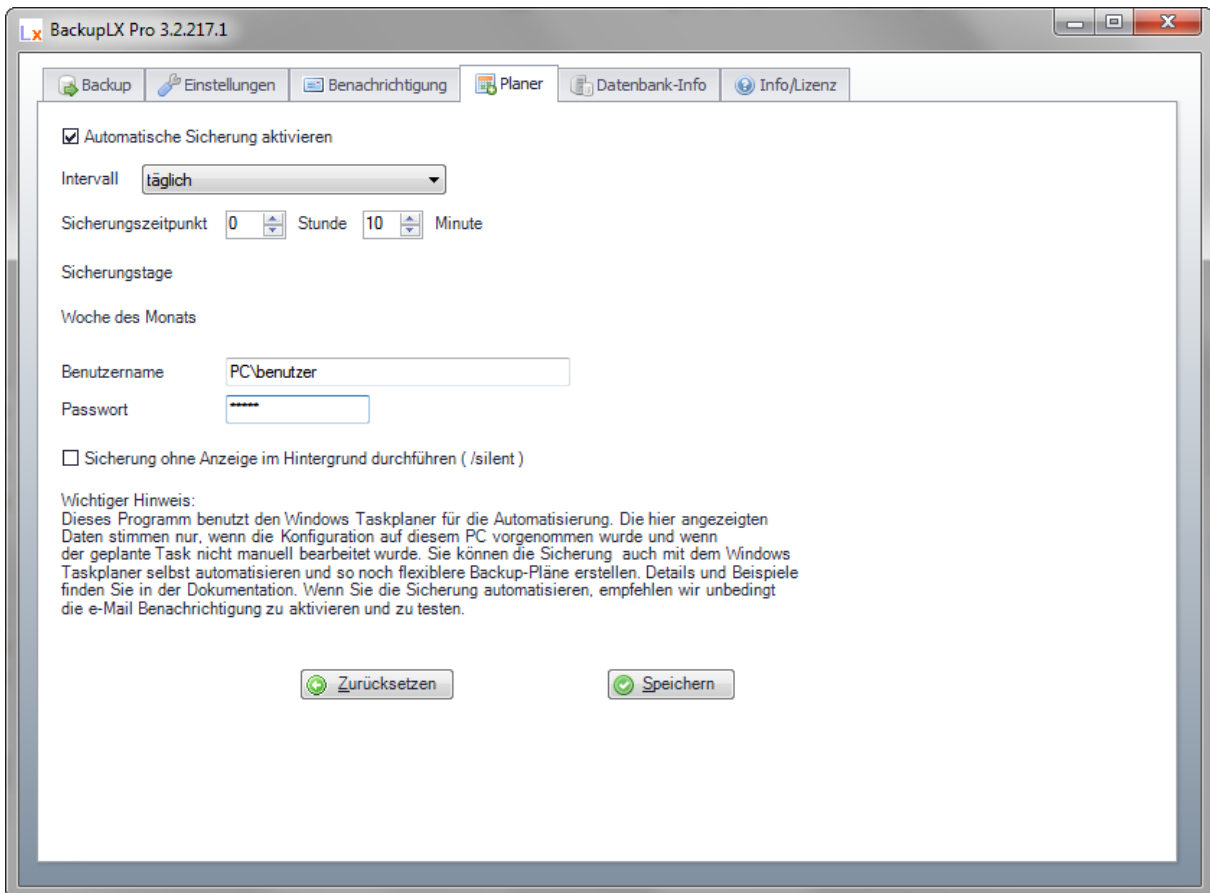 Lx BackupLX Pro 3.2.217.1
Backup Einstellungen Benachrichtigung Planer Datenbank-Info Info/Lizenz
Automatische Sicherung aktivieren
Intervall täglich
Sicherungszeitpunkt 0 Stunde 10 Minute
Sicherungstage
Woche des Monats
Benutzername PC\benutzer
Passwort *****
Sicherung ohne Anzeige im Hintergrund durchführen ( /silent )
Wichtiger Hinweis:
Dieses Programm benutzt den Windows Taskplaner für die Automatisierung. Die hier angezeigten
Daten stimmen nur, wenn die Konfiguration auf diesem PC vorgenommen wurde und wenn
der geplante Task nicht manuell bearbeitet wurde. Sie können die Sicherung auch mit dem Windows
Taskplaner selbst automatisieren und so noch flexiblere Backup-Pläne erstellen. Details und Beispiele
finden Sie in der Dokumentation. Wenn Sie die Sicherung automatisieren, empfehlen wir unbedingt
die e-Mail Benachrichtigung zu aktivieren und zu testen.
Zurücksetzen Speichern